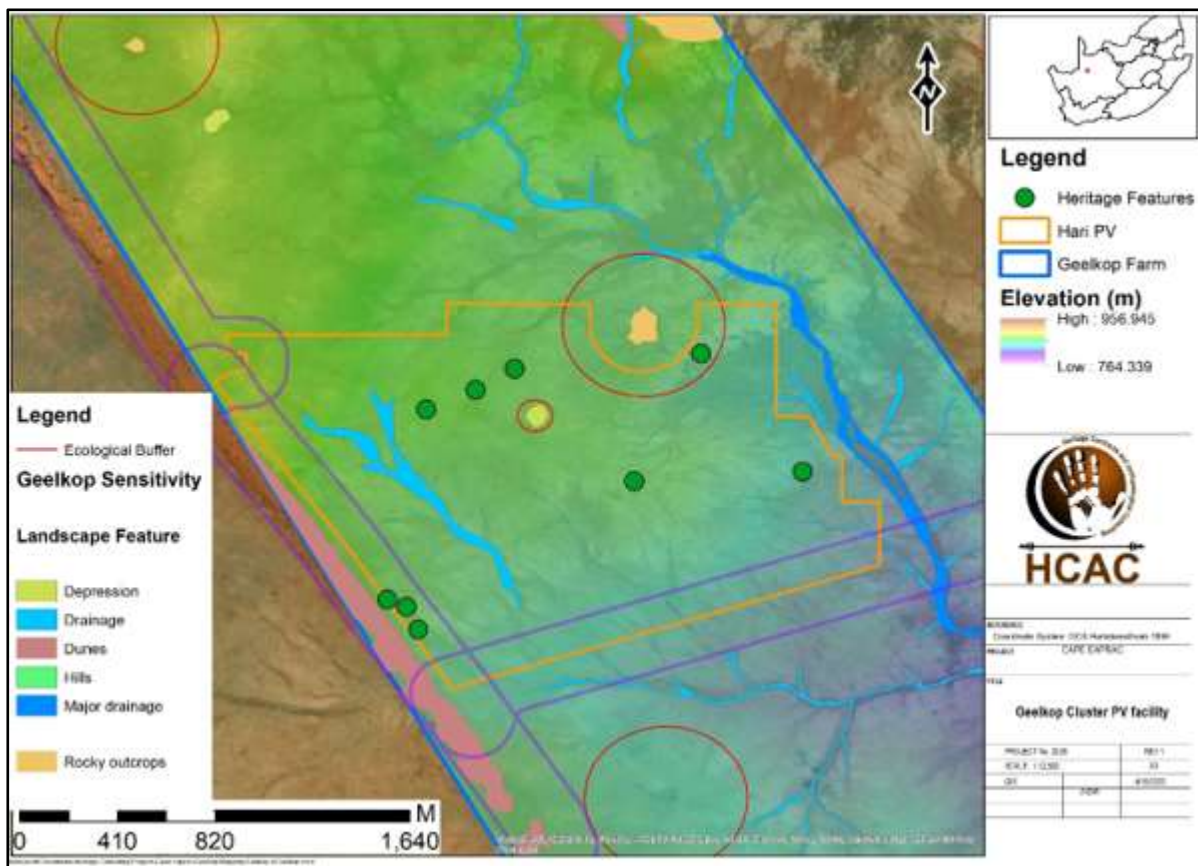 N
Legend
Heritage Features
Hari PV
Geelkop Farm
Elevation (m)
High : 956.945
Low : 764.339
Legend
Ecological Buffer
Geelkop Sensitivity
Landscape Feature
Depression
Drainage
Dunes
Hills
Major drainage
Rocky outcrops
M
0 410 820 1,640
HCAC
Geelkop Cluster PV facility